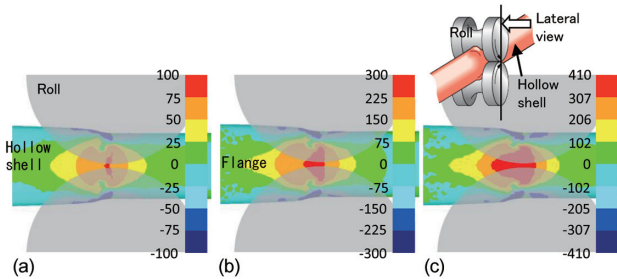 Roll
Lateral
view
Hollow
shell
Roll
Hollow
shell
100
75
50
25
0
-25
-50
-75
-100
(a)
Flange
300
225
150
75
0
-75
-150
-225
-300
(b)
410
307
206
102
0
-102
-205
-307
-410
(c)